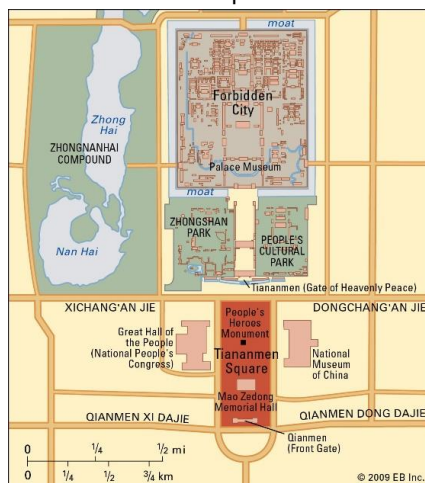 moat
Forbidden
City
Zhong
Hai
ZHONGNANHAI
COMPOUND
Palace Museum
moat
Nan Hai
ZHONGSHAN
PARK
PEOPLE'S
CULTURAL
PARK
Tiananmen (Gate of Heavenly Peace)
XICHANG'AN JIE
DONGCHANG'AN JIE
People's
Heroes
Monument
Great Hall of
the People
(National People's
Congress)
Tiananmen
Square
National
Museum
of China
Mao Zedong
Memorial Hall
QIANMEN XI DAJIE
QIANMEN DONG DAJIE
Qianmen
(Front Gate)
0 1/4 1/2 mi
0 1/4 1/2 3/4 km
© 2009 EB Inc.